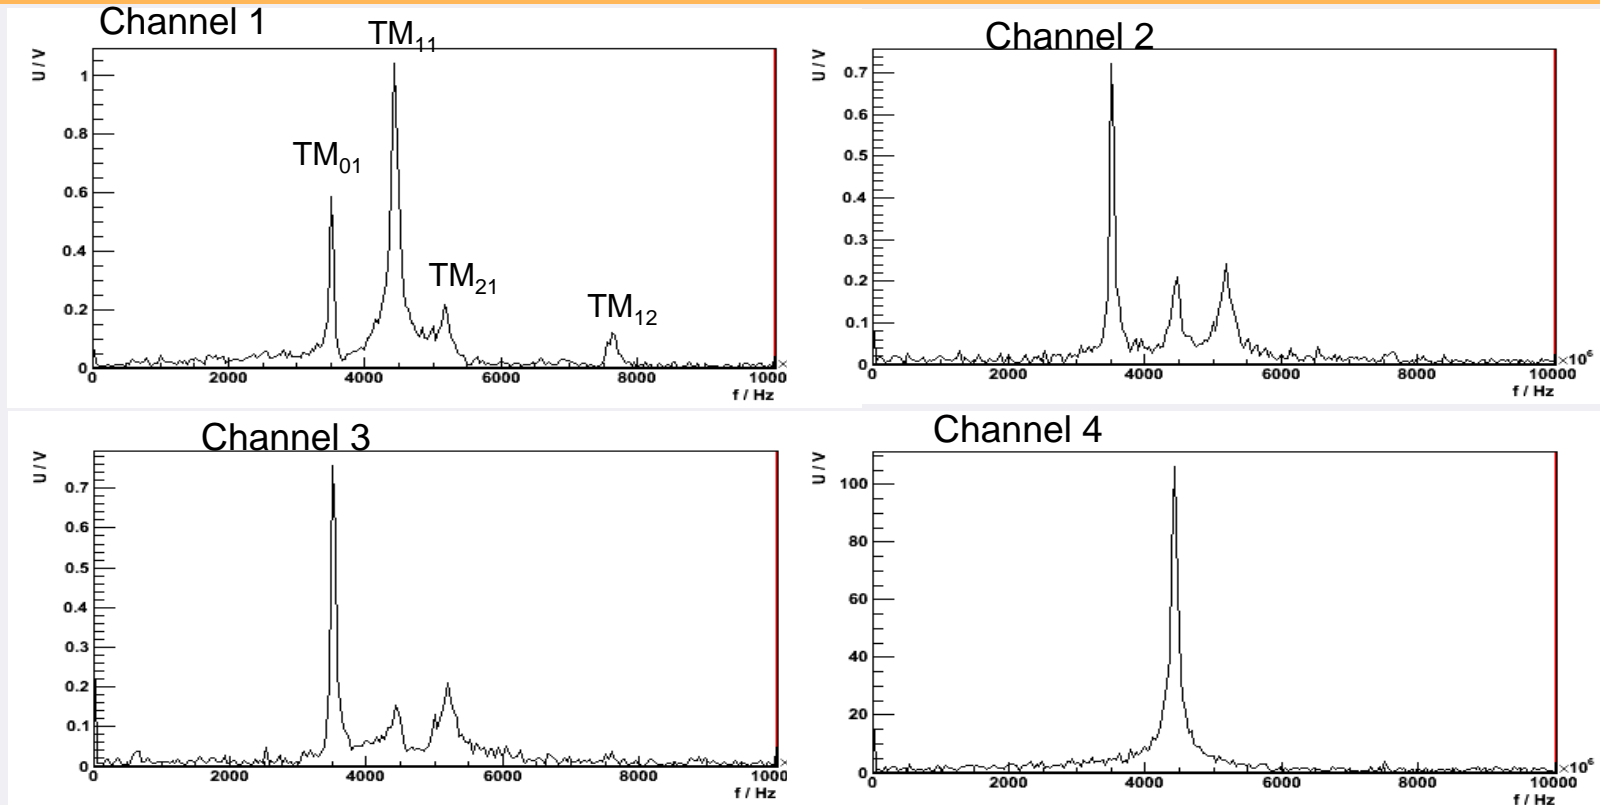 Channel 1
TM11
U / V
1
0.8
0.6
0.4
0.2
0
TM01
TM21
TM12
0 2000 4000 6000 8000 1000 ×
f / Hz
Channel 2
U / V
0.7
0.6
0.5
0.4
0.3
0.2
0.1
0
0 2000 4000 6000 8000 10000 ×10⁶
f / Hz
Channel 3
U / V
0.7
0.6
0.5
0.4
0.3
0.2
0.1
0
0 2000 4000 6000 8000 1000 ×
f / Hz
Channel 4
U / V
100
80
60
40
20
0
0 2000 4000 6000 8000 10000 ×10⁶
f / Hz